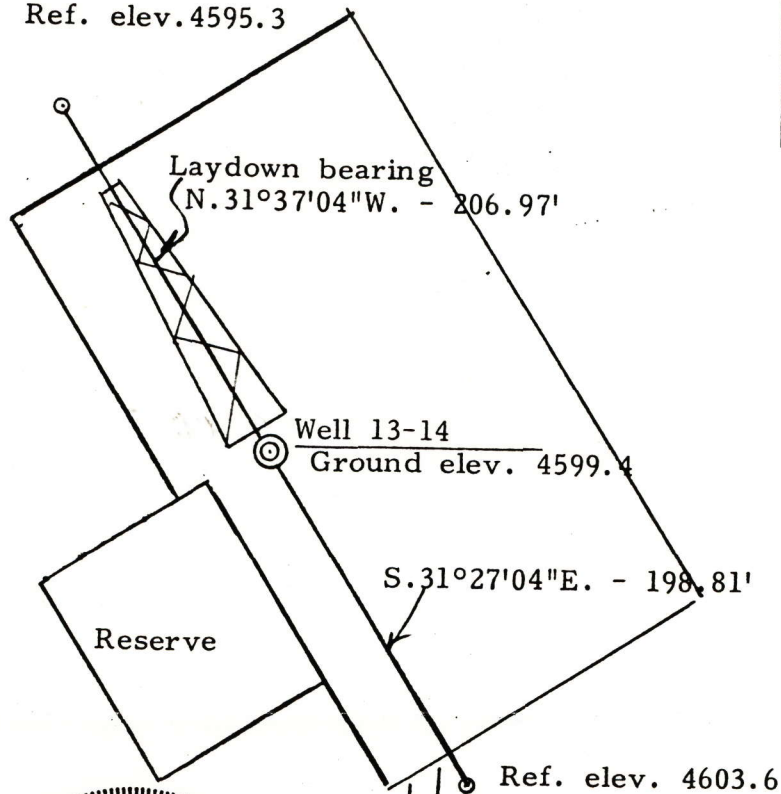 Ref. elev.4595.3
Laydown bearing
N.31°37'04"W. - 206.97'
Well 13-14
Ground elev. 4599.4
S.31°27'04"E. - 198.81'
Reserve
Ref. elev. 4603.6